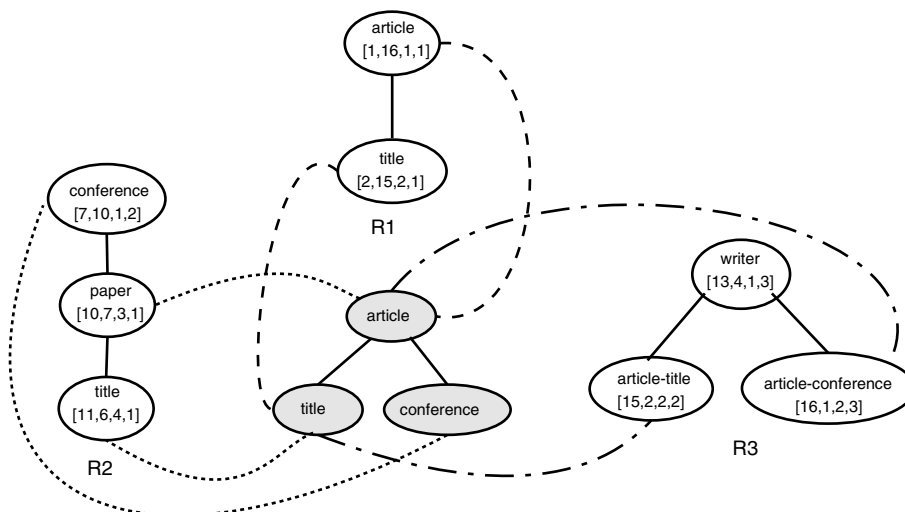 article
[1,16,1,1]
title
[2,15,2,1]
R1
conference
[7,10,1,2]
paper
[10,7,3,1]
title
[11,6,4,1]
R2
article
title
conference
writer
[13,4,1,3]
article-title
[15,2,2,2]
article-conference
[16,1,2,3]
R3